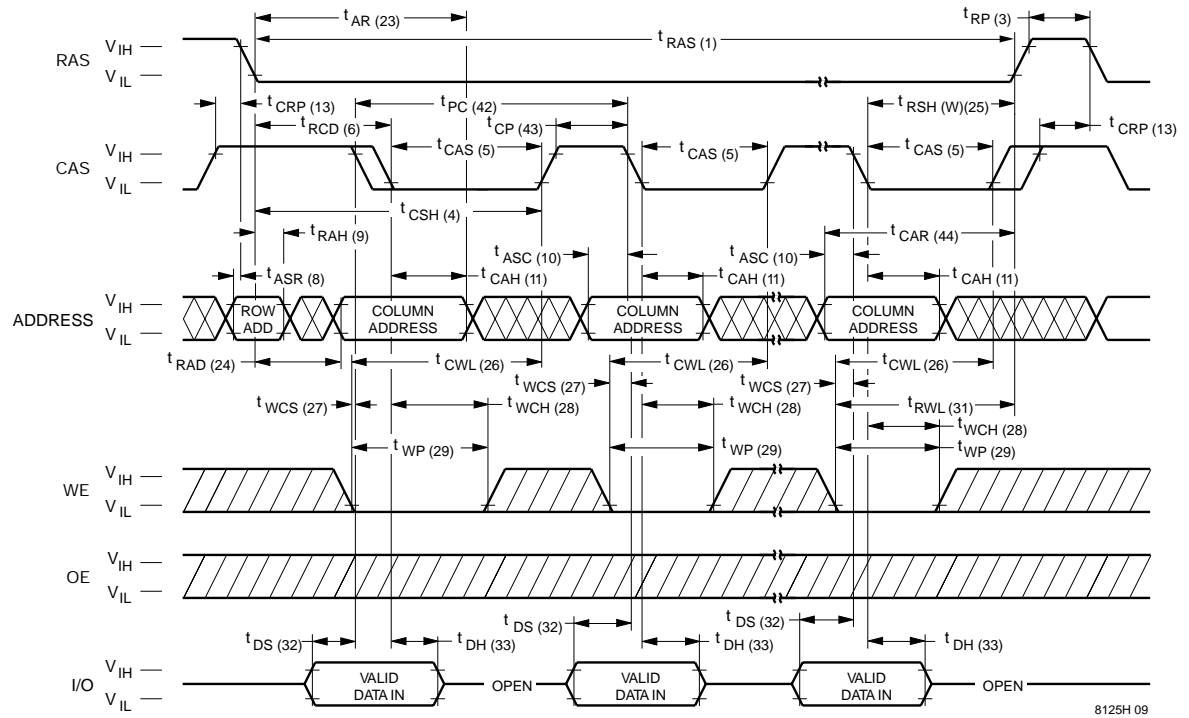 t AR (23)
t RP (3)
t RAS (1)
RAS
V IH
V IL
t CRP (13)
t PC (42)
t RSH (W)(25)
t RCD (6)
t CP (43)
t CRP (13)
CAS
V IH
V IL
t CAS (5)
t CAS (5)
t CAS (5)
t CSH (4)
t RAH (9)
t CAR (44)
t ASC (10)
t ASC (10)
t ASR (8)
t CAH (11)
t CAH (11)
t CAH (11)
ADDRESS
V IH
V IL
ROW ADD
COLUMN ADDRESS
COLUMN ADDRESS
COLUMN ADDRESS
t RAD (24)
t CWL (26)
t CWL (26)
t CWL (26)
t WCS (27)
t WCS (27)
t WCS (27)
t WCH (28)
t WCH (28)
t RWL (31)
t WCH (28)
t WP (29)
t WP (29)
t WP (29)
WE
V IH
V IL
OE
V IH
V IL
t DS (32)
t DH (33)
t DS (32)
t DH (33)
t DS (32)
t DH (33)
I/O
V IH
V IL
VALID DATA IN
OPEN
VALID DATA IN
VALID DATA IN
OPEN
8125H 09